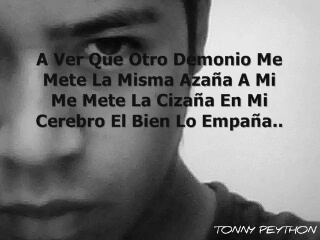 A Ver Que Otro Demonio Me
Mete La Misma Azaña A Mi
Me Mete La Cizaña En Mi
Cerebro El Bien Lo Empaña..
TONNY PEYTHON